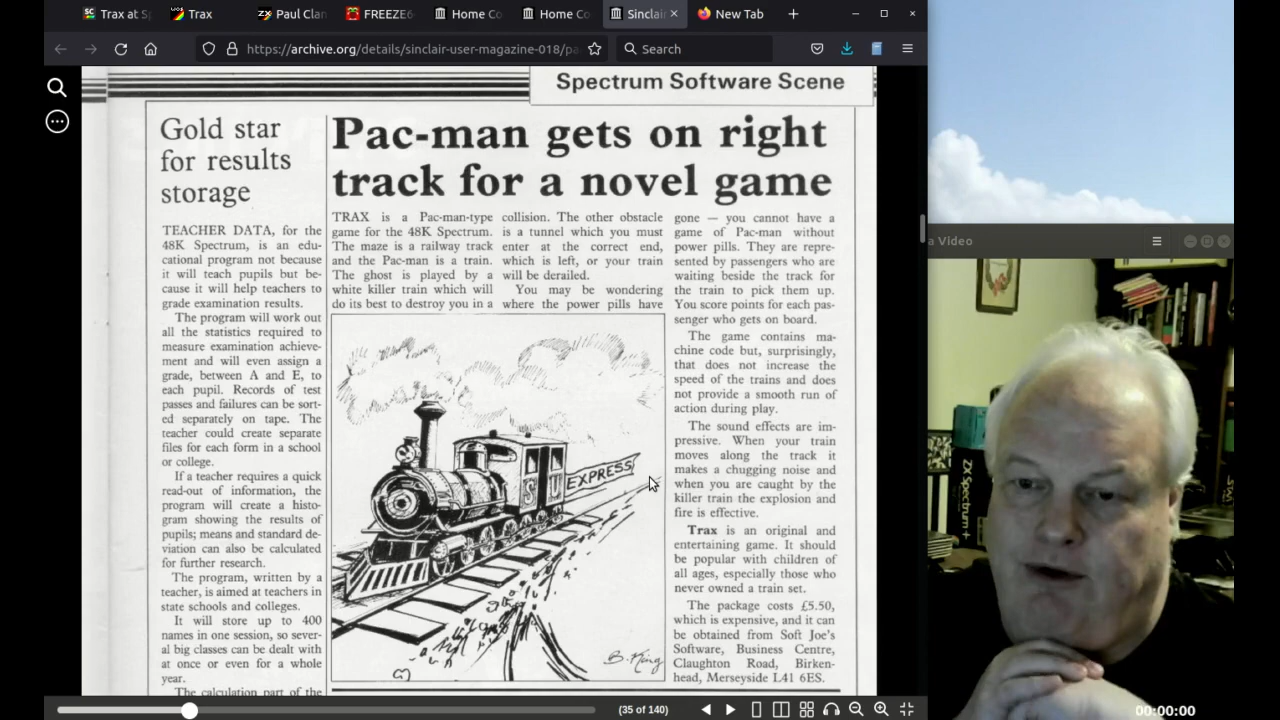 SC Trax at S
Trax
ZX Paul Clan
FREEZE6
Home Co
Home Co
Sinclair
New Tab
https://archive.org/details/sinclair-user-magazine-018/pa
Search
Spectrum Software Scene
Gold star
for results
storage
TEACHER DATA, for the
48K Spectrum, is an edu-
cational program not because
it will teach pupils but be-
cause it will help teachers to
grade examination results.
The program will work out
all the statistics required to
measure examination achieve-
ment and will even assign a
grade, between A and E, to
each pupil. Records of test
passes and failures can be sort-
ed separately on tape. The
teacher could create separate
files for each form in a school
or college.
If a teacher requires a quick
read-out of information, the
program will create a histo-
gram showing the results of
pupils; means and standard de-
viation can also be calculated
for further research.
The program, written by a
teacher, is aimed at teachers in
state schools and colleges.
It will store up to 400
names in one session, so sever-
al big classes can be dealt with
at once or even for a whole
year.
The calculation part of the
Pac-man gets on right
track for a novel game
TRAX is a Pac-man-type
game for the 48K Spectrum.
The maze is a railway track
and the Pac-man is a train.
The ghost is played by a
white killer train which will
do its best to destroy you in a
collision. The other obstacle
is a tunnel which you must
enter at the correct end,
which is left, or your train
will be derailed.
You may be wondering
where the power pills have
gone — you cannot have a
game of Pac-man without
power pills. They are repre-
sented by passengers who are
waiting beside the track for
the train to pick them up.
You score points for each pas-
senger who gets on board.
The game contains ma-
chine code but, surprisingly,
that does not increase the
speed of the trains and does
not provide a smooth run of
action during play.
The sound effects are im-
pressive. When your train
moves along the track it
makes a chugging noise and
when you are caught by the
killer train the explosion and
fire is effective.
Trax is an original and
entertaining game. It should
be popular with children of
all ages, especially those who
never owned a train set.
The package costs £5.50,
which is expensive, and it can
be obtained from Soft Joe's
Software, Business Centre,
Claughton Road, Birken-
head, Merseyside L41 6ES.
SU
EXPRESS
B. King
(35 of 140)
a Video
ZX Spectrum +
00:00:00